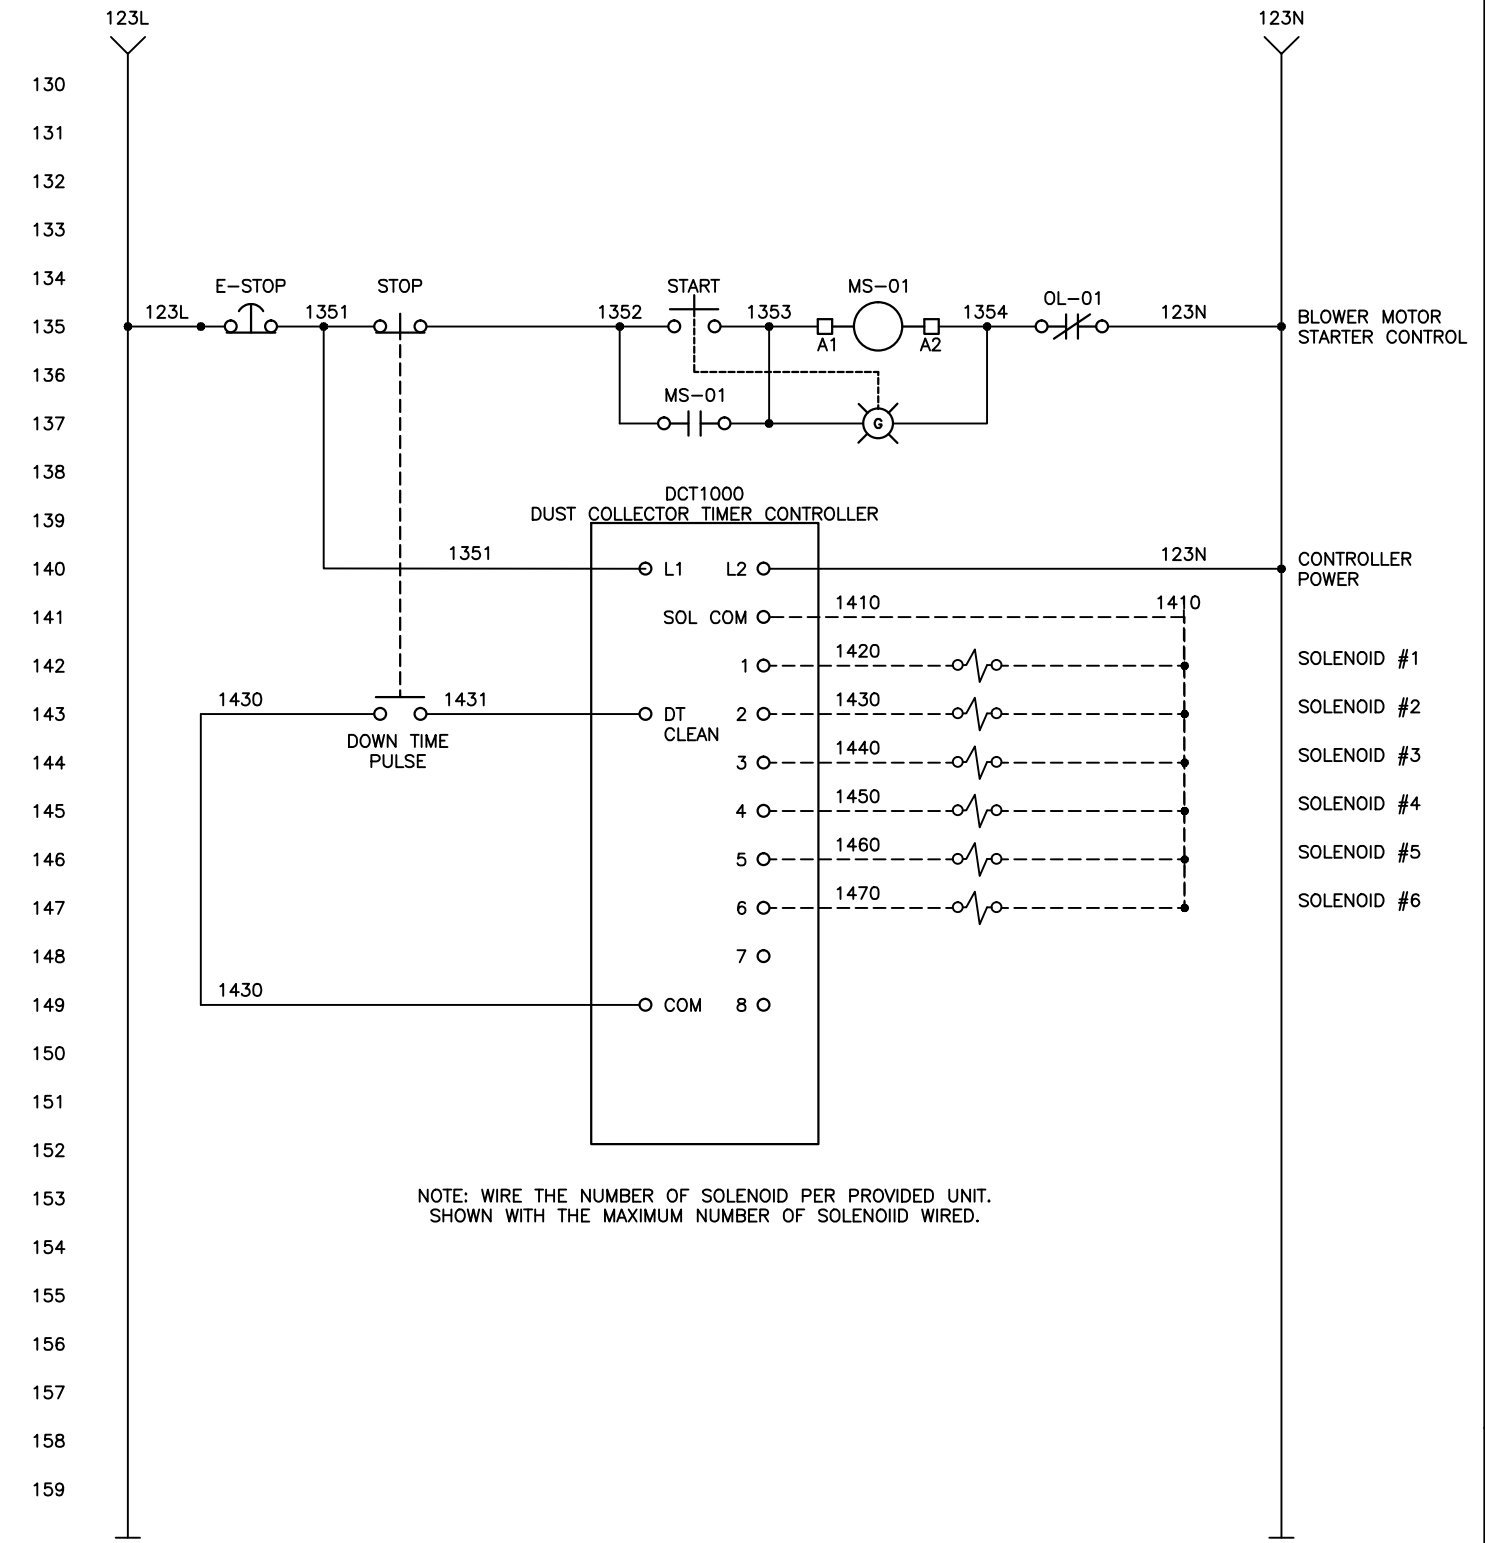 123L 123N
130
131
132
133
134
E-STOP STOP START MS-01
123L 1351 1352 1353 1354 OL-01 123N
135
A1 A2
BLOWER MOTOR
STARTER CONTROL
136
MS-01
137
G
138
DCT1000
139
DUST COLLECTOR TIMER CONTROLLER
1351 123N
140
L1 L2
CONTROLLER
POWER
1410 1410
141
SOL COM
1420
142
1
SOLENOID #1
1430 1431 1430
143
DT
CLEAN
2
SOLENOID #2
DOWN TIME
PULSE
1440
144
3
SOLENOID #3
1450
145
4
SOLENOID #4
1460
146
5
SOLENOID #5
1470
147
6
SOLENOID #6
148
7
1430
149
COM 8
150
151
152
153
NOTE: WIRE THE NUMBER OF SOLENOID PER PROVIDED UNIT.
SHOWN WITH THE MAXIMUM NUMBER OF SOLENOIID WIRED.
154
155
156
157
158
159